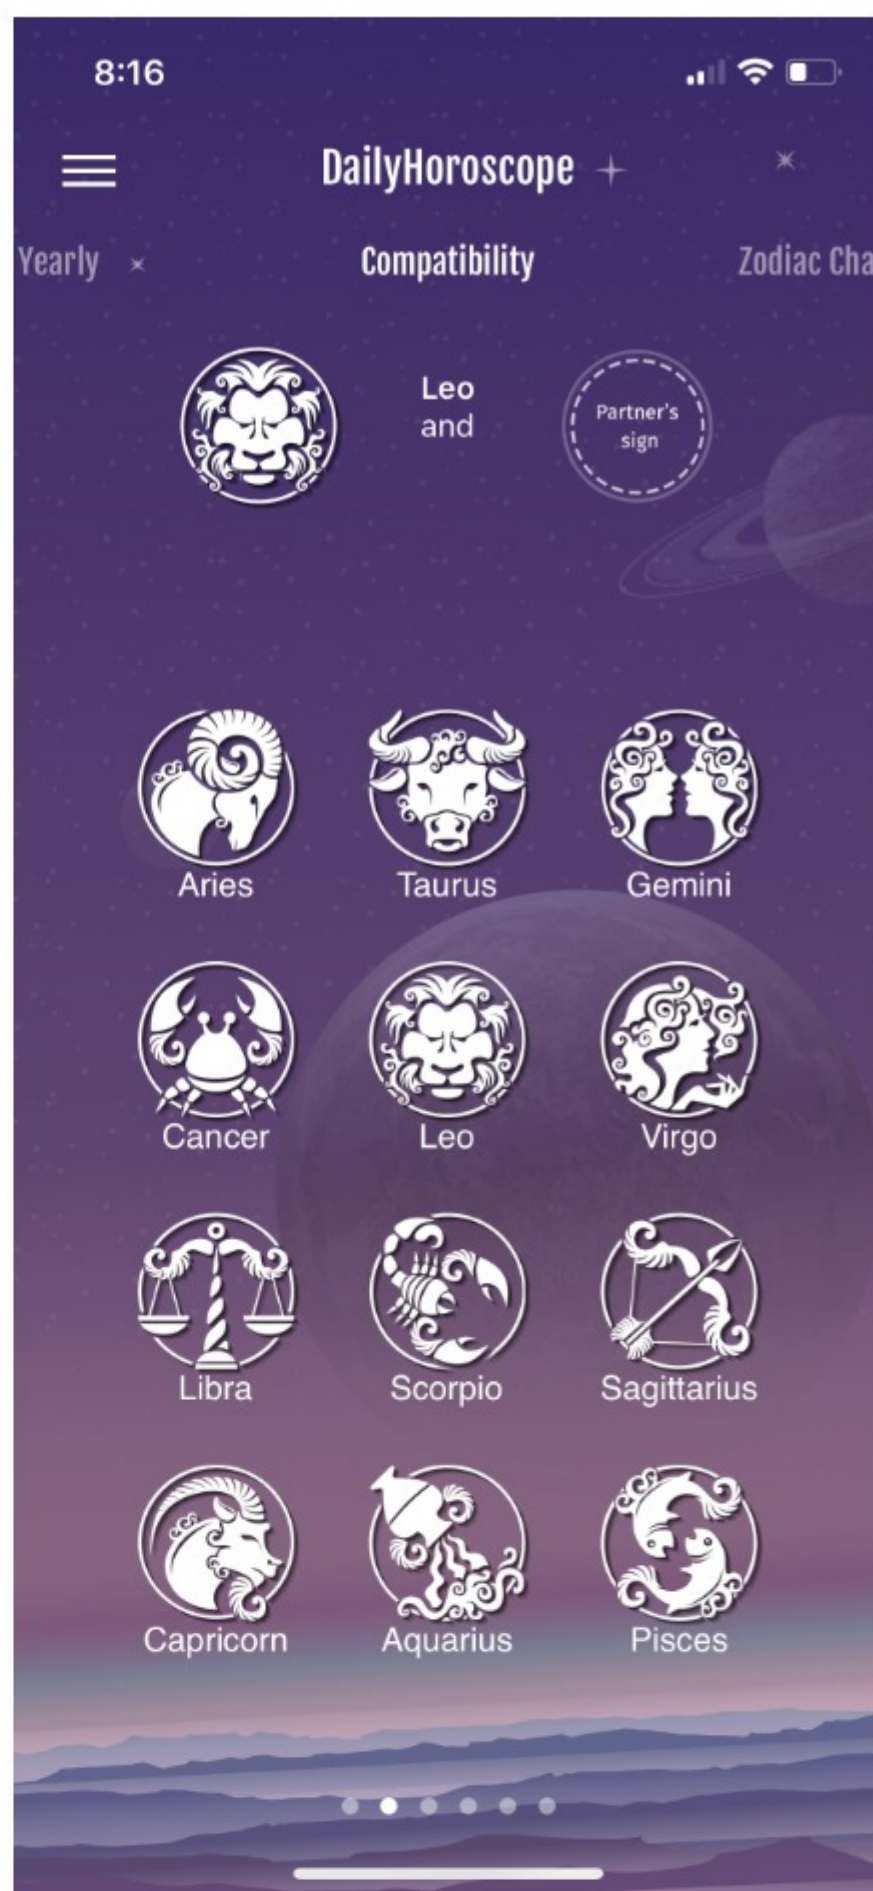 8:16
DailyHoroscope
Yearly
Compatibility
Zodiac Cha
Leo
and
Partner's
sign
Aries
Taurus
Gemini
Cancer
Leo
Virgo
Libra
Scorpio
Sagittarius
Capricorn
Aquarius
Pisces